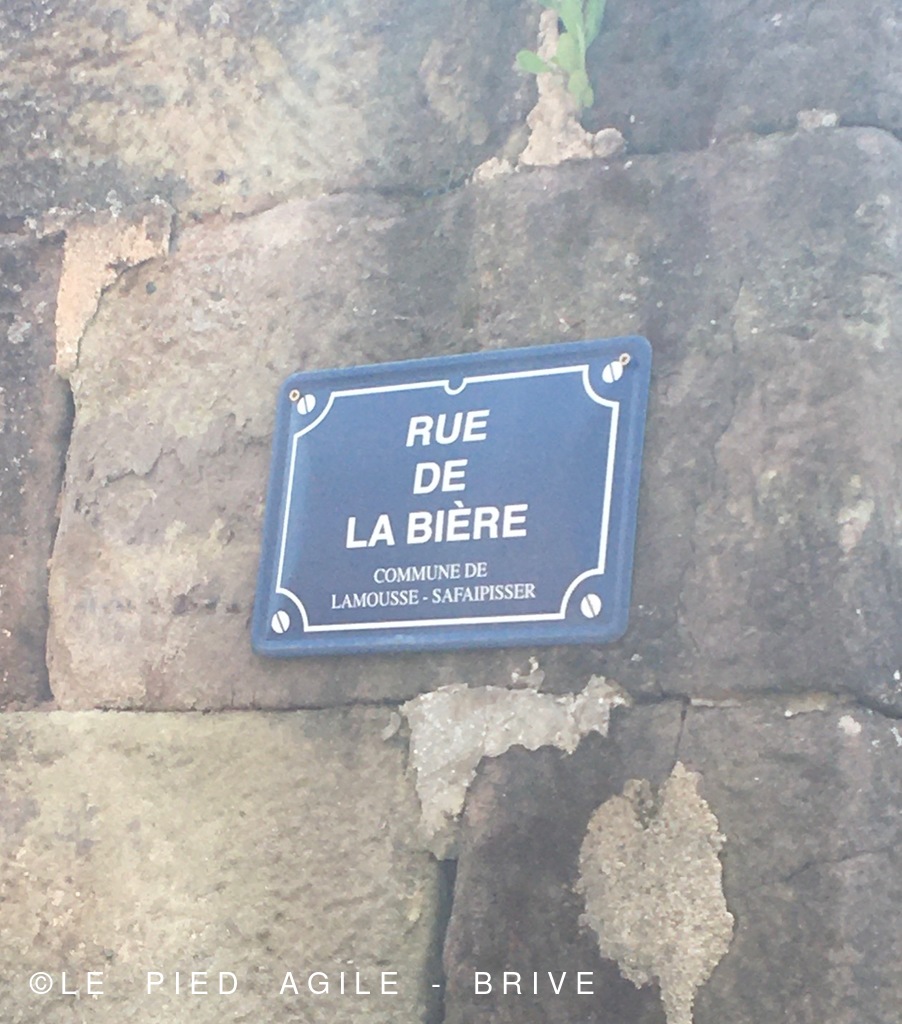 RUE
DE
LA BIÈRE
COMMUNE DE
LAMOUSSE - SAFAIPISSER
©LE PIED AGILE - BRIVE